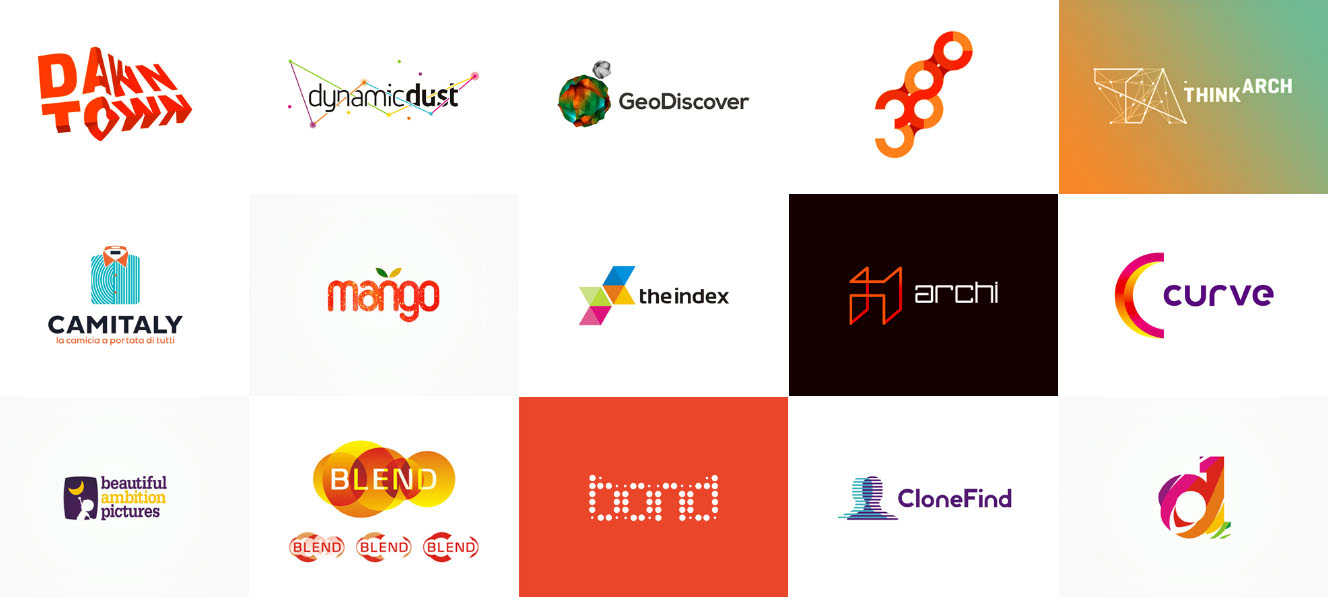 DAWN
TOWN
dynamicdust
GeoDiscover
38
THINKARCH
CAMITALY
la camicia a portata di tutti
mango
theindex
archi
curve
beautiful
ambition
pictures
BLEND
BLEND BLEND BLEND
bond
CloneFind
d